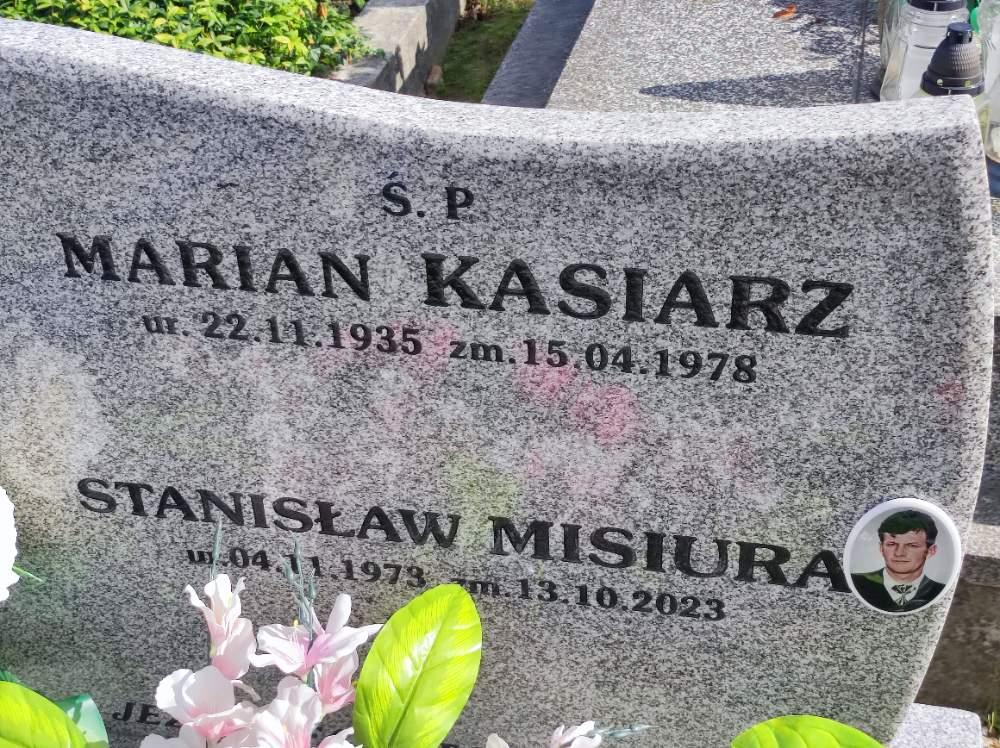 Ś. P
MARIAN KASIARZ
ur. 22.11.1935 zm. 15.04.1978
STANISŁAW MISIURA
ur. 04.11.1973 zm. 13.10.2023